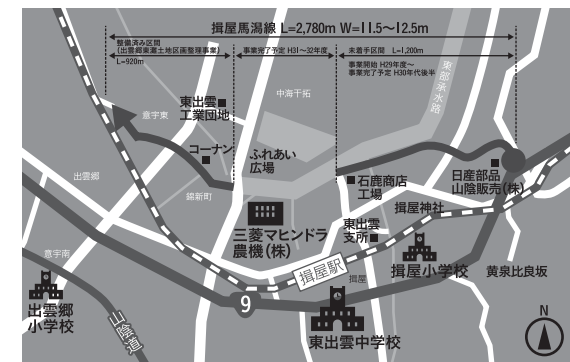 揖屋馬潟線 L=2,780m W=11.5～12.5m
整備済み区間
(出雲郷東灘土地区画整理事業)
L=920m
事業完了予定 H31～32年度
未着手区間 L=1,200m
事業開始 H29年度～
事業完了予定 H30年代後半
東出雲
工業団地
中海干拓
東部承水路
意宇東
コーナン
ふれあい
広場
日産部品
山陰販売(株)
石鹿商店
工場
出雲郷
錦新町
揖屋神社
三菱マヒンドラ
農機(株)
東出雲
支所
意宇南
揖屋駅
揖屋
揖屋小学校
黄泉比良坂
出雲郷
小学校
山陰道
9
東出雲中学校
N